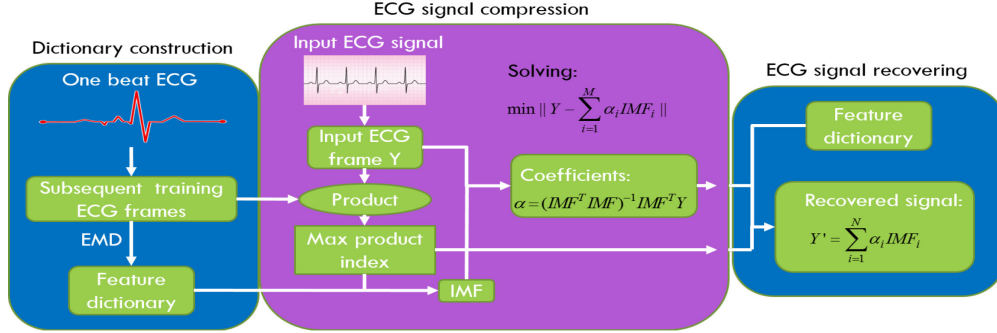 ECG signal compression
Dictionary construction
One beat ECG
Subsequent training
ECG frames
EMD
Feature
dictionary
Input ECG signal
Input ECG
frame Y
Product
Max product
index
IMF
Solving:
min || Y − ∑_{i=1}^{M} α_i IMF_i ||
Coefficients:
α = (IMF^T IMF)^{-1} IMF^T Y
ECG signal recovering
Feature
dictionary
Recovered signal:
Y' = ∑_{i=1}^{N} α_i IMF_i